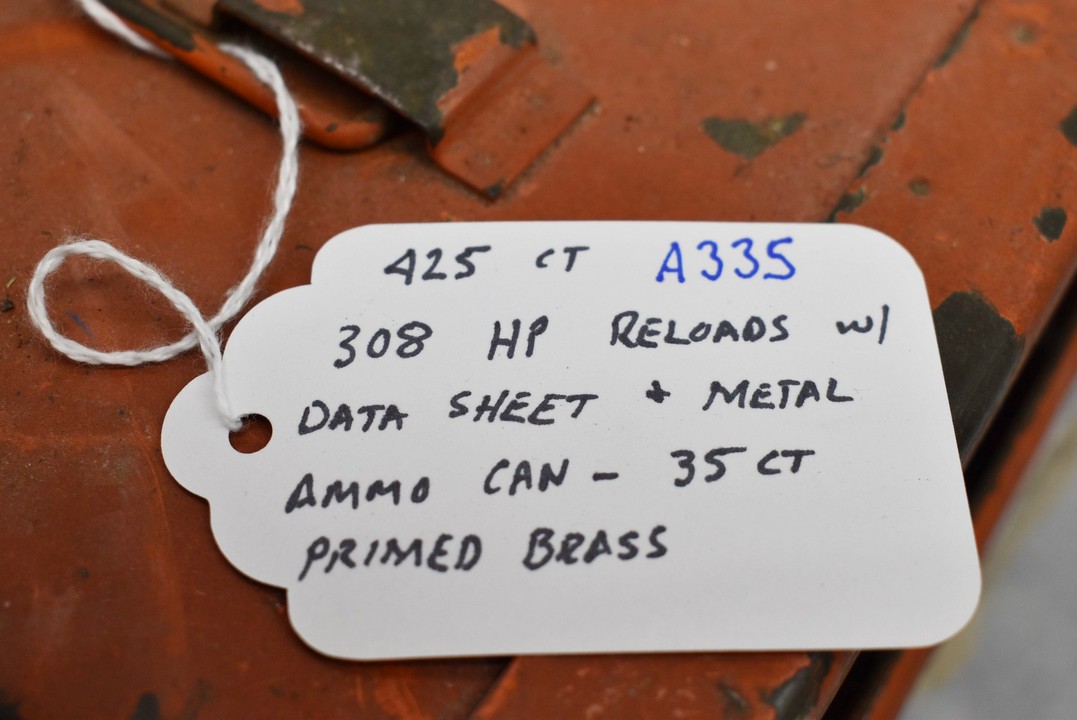 425 CT A335
308 HP RELOADS w/
DATA SHEET + METAL
AMMO CAN - 35 CT
PRIMED BRASS